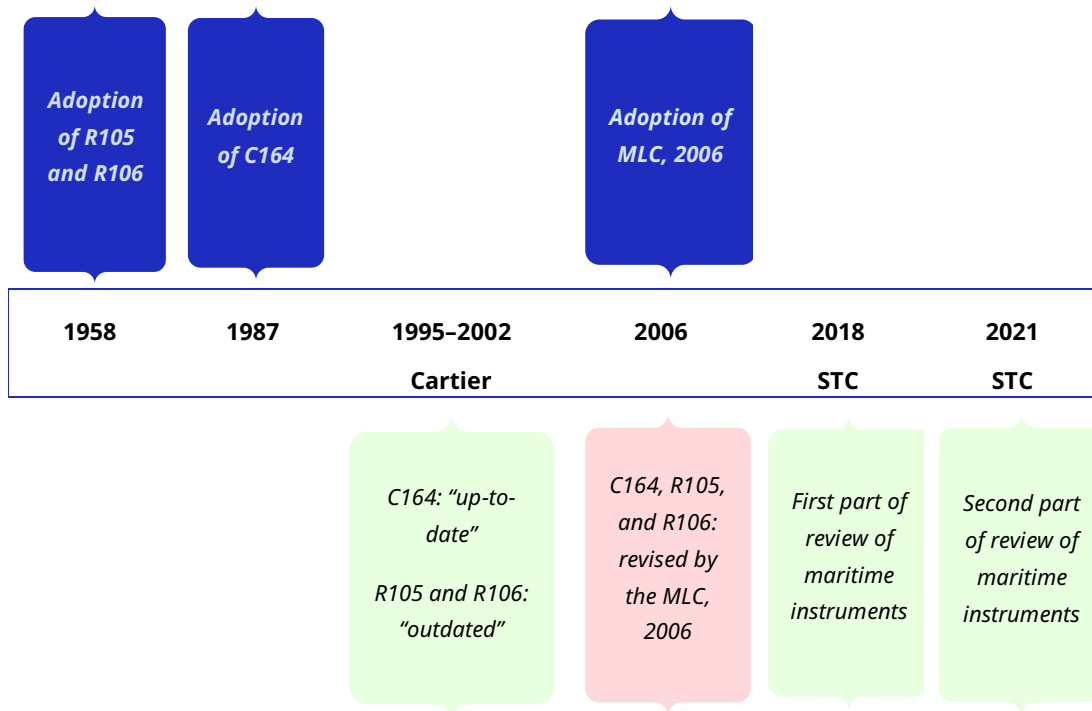 Adoption
of R105
and R106
Adoption
of C164
Adoption of
MLC, 2006
1958
1987
1995–2002
Cartier
2006
2018
STC
2021
STC
C164: “up-to-
date”
R105 and R106:
“outdated”
C164, R105,
and R106:
revised by
the MLC,
2006
First part of
review of
maritime
instruments
Second part
of review of
maritime
instruments